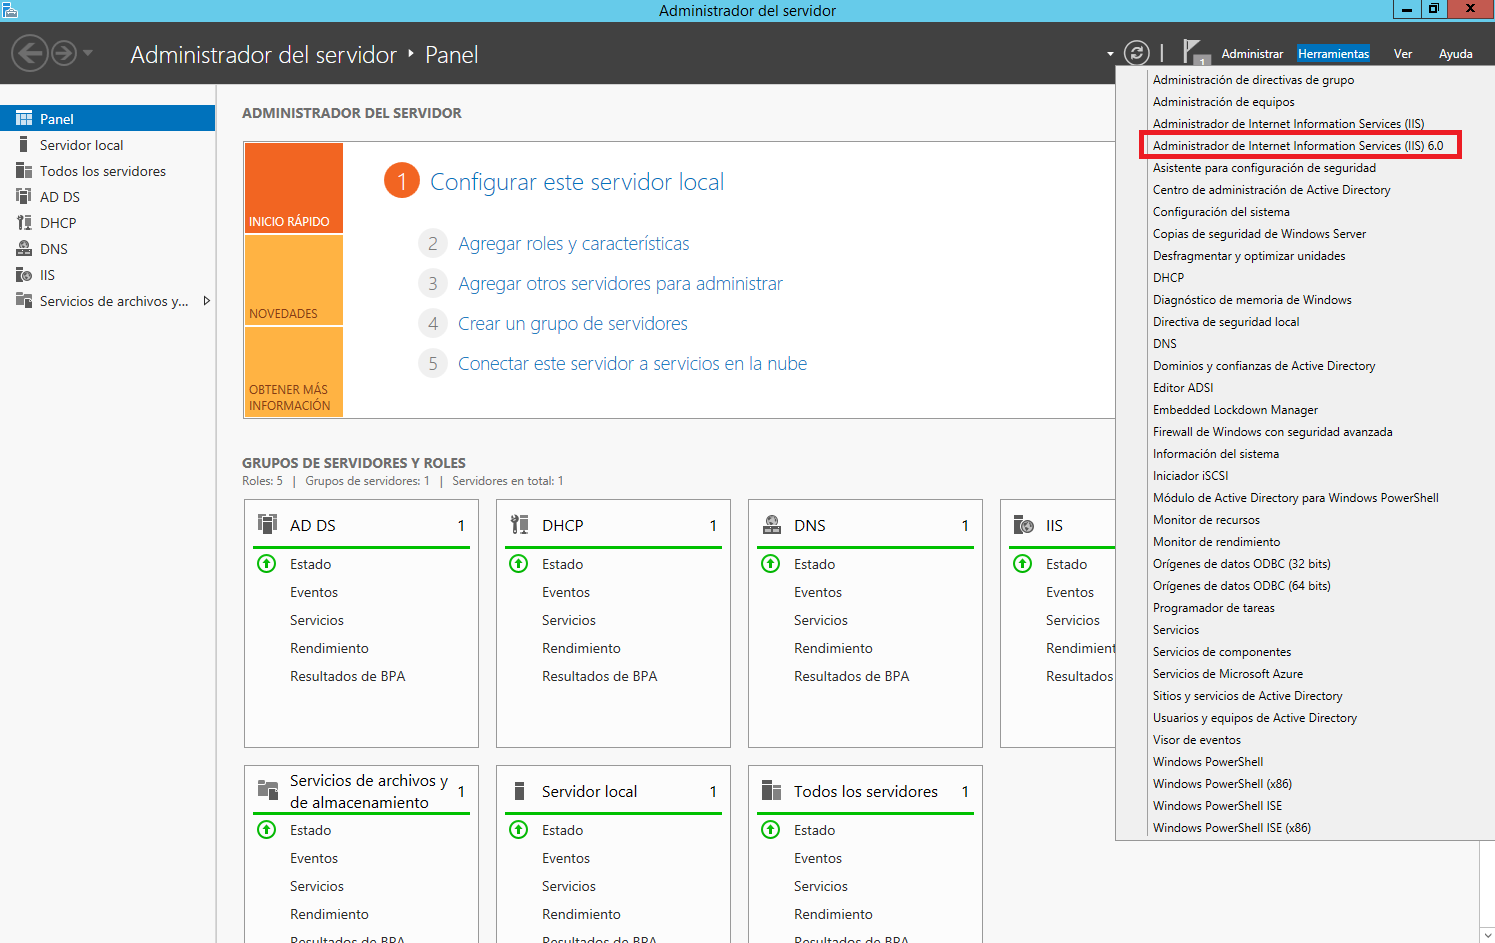 Administrador del servidor
Administrador del servidor ‣ Panel
1
Administrar
Herramientas
Ver
Ayuda
Panel
Servidor local
Todos los servidores
AD DS
DHCP
DNS
IIS
Servicios de archivos y...
ADMINISTRADOR DEL SERVIDOR
INICIO RÁPIDO
NOVEDADES
OBTENER MÁS
INFORMACIÓN
1 Configurar este servidor local
2 Agregar roles y características
3 Agregar otros servidores para administrar
4 Crear un grupo de servidores
5 Conectar este servidor a servicios en la nube
GRUPOS DE SERVIDORES Y ROLES
Roles: 5 | Grupos de servidores: 1 | Servidores en total: 1
AD DS 1
Estado
Eventos
Servicios
Rendimiento
Resultados de BPA
DHCP 1
Estado
Eventos
Servicios
Rendimiento
Resultados de BPA
DNS 1
Estado
Eventos
Servicios
Rendimiento
Resultados de BPA
IIS
Estado
Eventos
Servicios
Rendimient
Resultados
Servicios de archivos y
de almacenamiento 1
Estado
Eventos
Servicios
Rendimiento
Resultados de BPA
Servidor local 1
Estado
Eventos
Servicios
Rendimiento
Resultados de BPA
Todos los servidores 1
Estado
Eventos
Servicios
Rendimiento
Resultados de BPA
Administración de directivas de grupo
Administración de equipos
Administrador de Internet Information Services (IIS)
Administrador de Internet Information Services (IIS) 6.0
Asistente para configuración de seguridad
Centro de administración de Active Directory
Configuración del sistema
Copias de seguridad de Windows Server
Desfragmentar y optimizar unidades
DHCP
Diagnóstico de memoria de Windows
Directiva de seguridad local
DNS
Dominios y confianzas de Active Directory
Editor ADSI
Embedded Lockdown Manager
Firewall de Windows con seguridad avanzada
Información del sistema
Iniciador iSCSI
Módulo de Active Directory para Windows PowerShell
Monitor de recursos
Monitor de rendimiento
Orígenes de datos ODBC (32 bits)
Orígenes de datos ODBC (64 bits)
Programador de tareas
Servicios
Servicios de componentes
Servicios de Microsoft Azure
Sitios y servicios de Active Directory
Usuarios y equipos de Active Directory
Visor de eventos
Windows PowerShell
Windows PowerShell (x86)
Windows PowerShell ISE
Windows PowerShell ISE (x86)